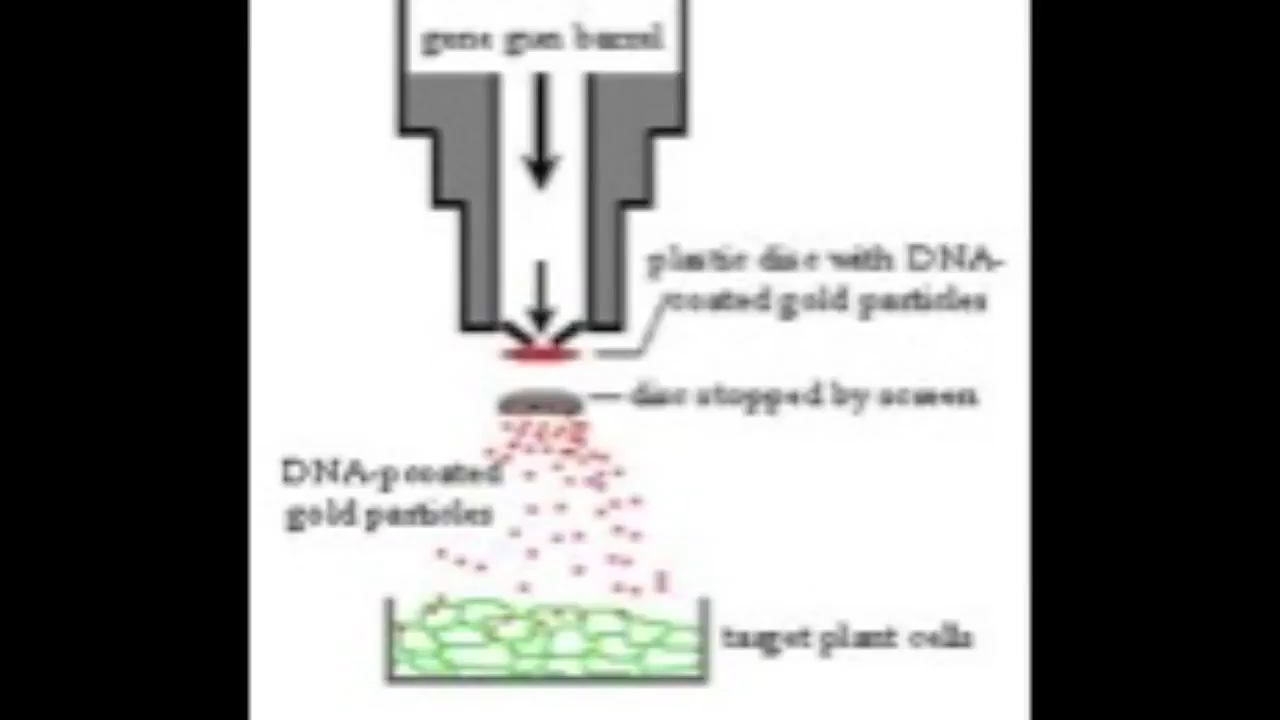 gene gun barrel
plastic disc with DNA-
coated gold particles
disc stopped by screen
DNA-pcoated
gold particles
target plant cells